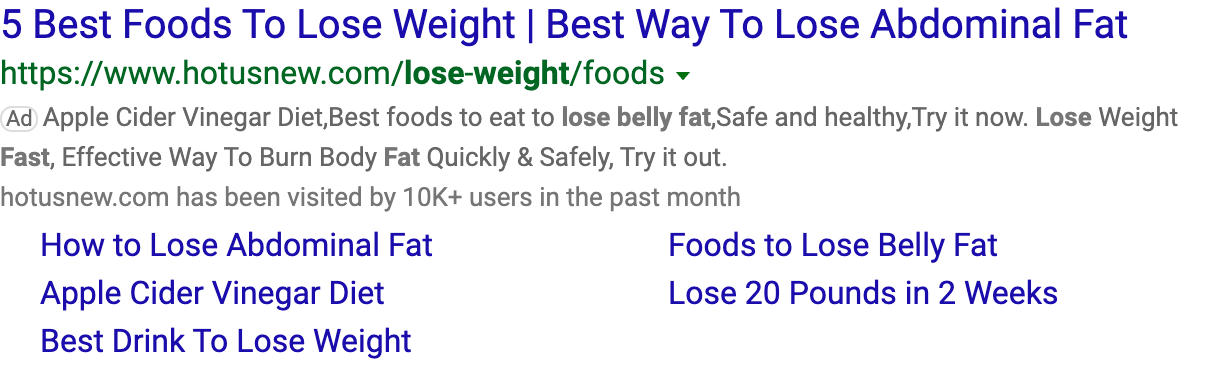 5 Best Foods To Lose Weight | Best Way To Lose Abdominal Fat
https://www.hotusnew.com/lose-weight/foods
Ad Apple Cider Vinegar Diet,Best foods to eat to lose belly fat,Safe and healthy,Try it now. Lose Weight
Fast, Effective Way To Burn Body Fat Quickly & Safely, Try it out.
hotusnew.com has been visited by 10K+ users in the past month
How to Lose Abdominal Fat
Foods to Lose Belly Fat
Apple Cider Vinegar Diet
Lose 20 Pounds in 2 Weeks
Best Drink To Lose Weight